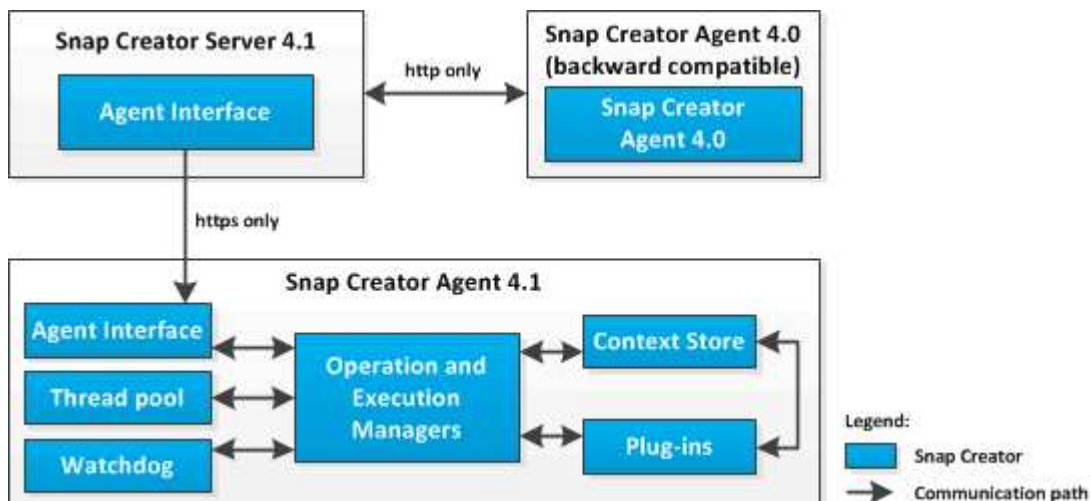 Snap Creator Server 4.1
Agent Interface
http only
Snap Creator Agent 4.0
(backward compatible)
Snap Creator
Agent 4.0
https only
Snap Creator Agent 4.1
Agent Interface
Thread pool
Watchdog
Operation and
Execution
Managers
Context Store
Plug-ins
Legend:
Snap Creator
Communication path